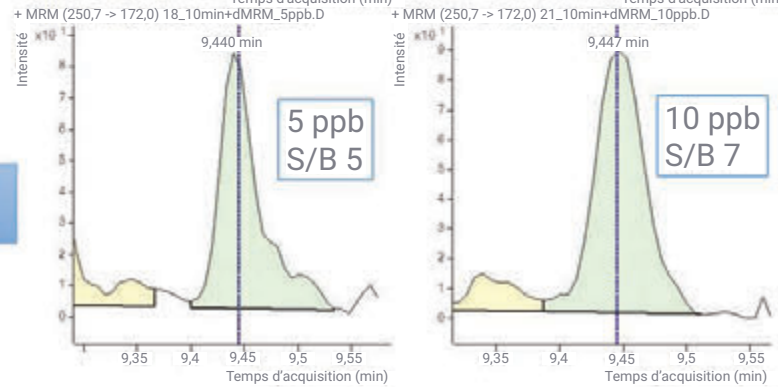 Temps d'acquisition (min)
+ MRM (250,7 -> 172,0) 18_10min+dMRM_5ppb.D
x10 1
Intensité
9,440 min
5 ppb
S/B 5
8
7
6
5
4
3
2
1
0
9,35
9,4
9,45
9,5
9,55
Temps d'acquisition (min)
Temps d'acquisition (min)
+ MRM (250,7 -> 172,0) 21_10min+dMRM_10ppb.D
x10 1
Intensité
9,447 min
10 ppb
S/B 7
9
8
7
6
5
4
3
2
1
0
9,35
9,4
9,45
9,5
9,55
Temps d'acquisition (min)